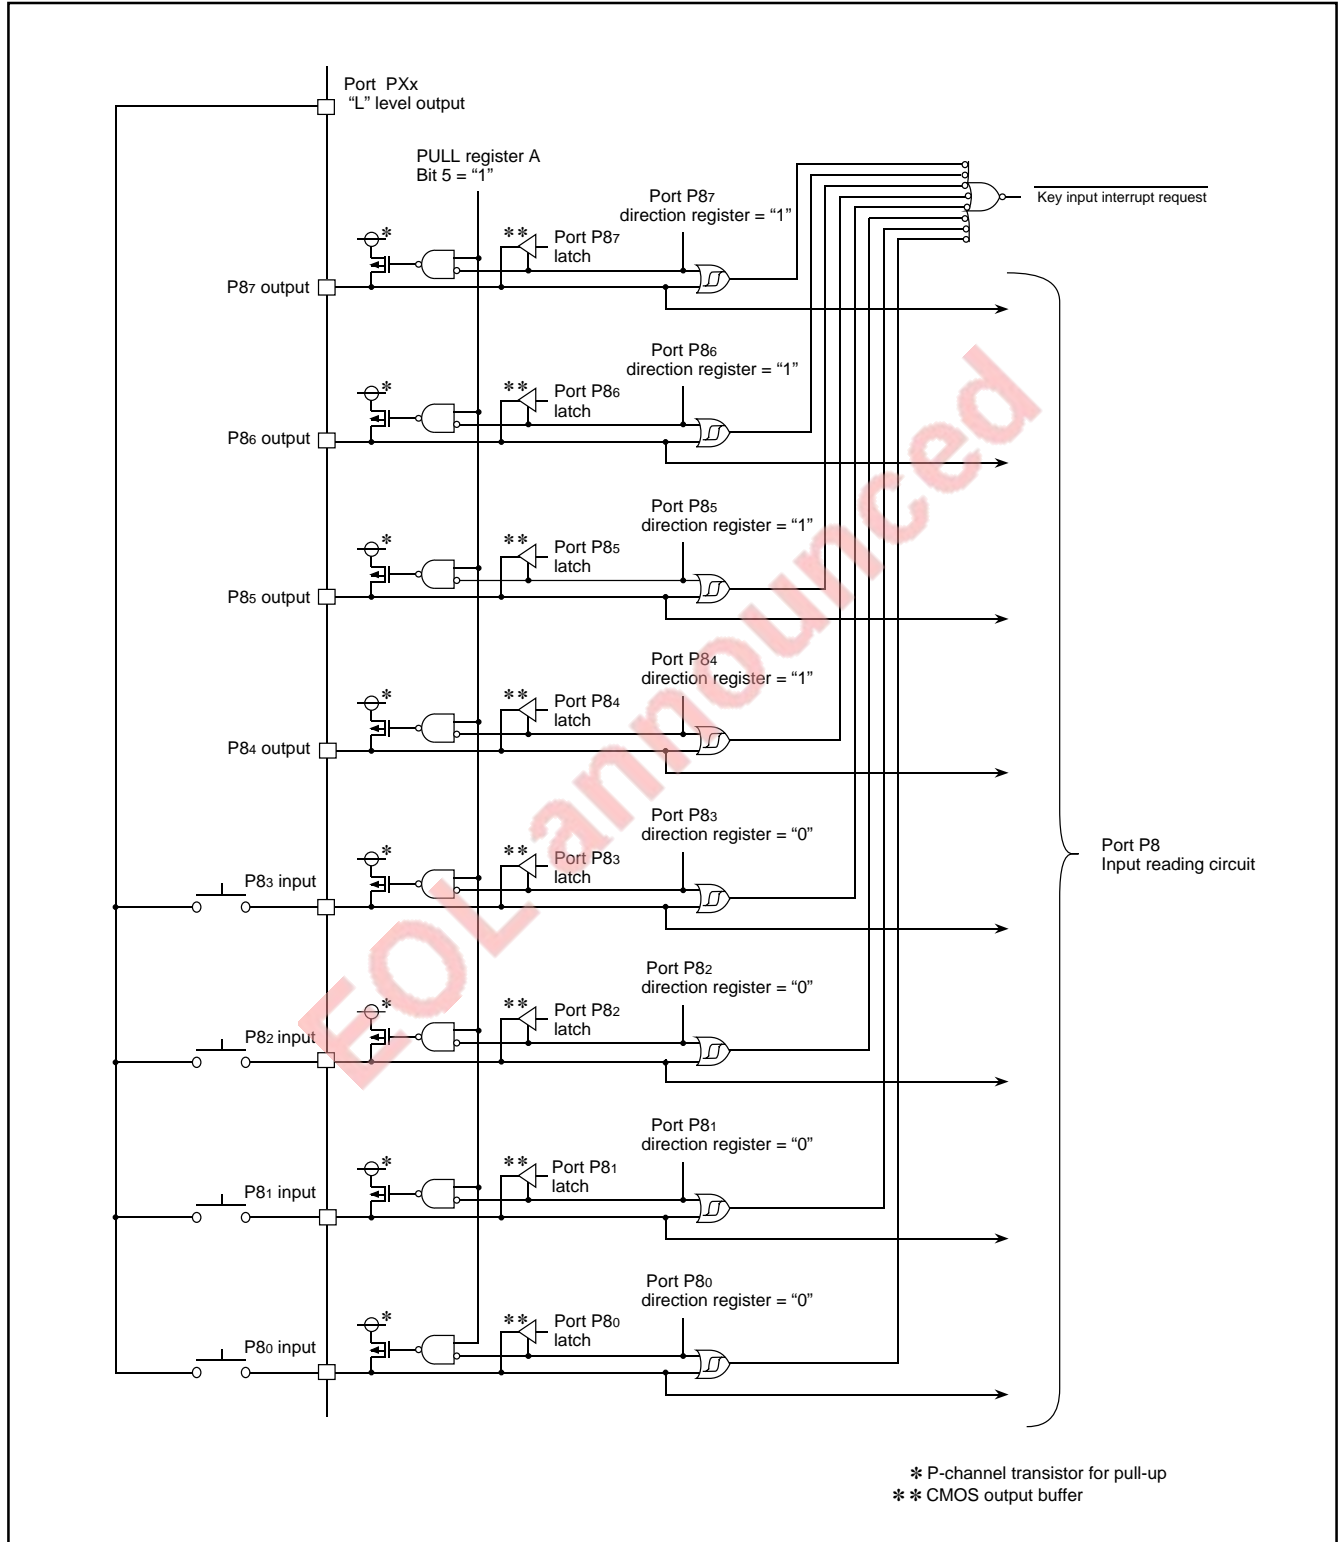 Port PXx
“L” level output
PULL register A
Bit 5 = “1”
Key input interrupt request
Port P87
direction register = “1”
Port P87
latch
P87 output
Port P86
direction register = “1”
Port P86
latch
P86 output
Port P85
direction register = “1”
Port P85
latch
P85 output
Port P84
direction register = “1”
Port P84
latch
P84 output
Port P83
direction register = “0”
Port P83
latch
P83 input
Port P8
Input reading circuit
Port P82
direction register = “0”
Port P82
latch
P82 input
Port P81
direction register = “0”
Port P81
latch
P81 input
Port P80
direction register = “0”
Port P80
latch
P80 input
* P-channel transistor for pull-up
* * CMOS output buffer
EOL announced